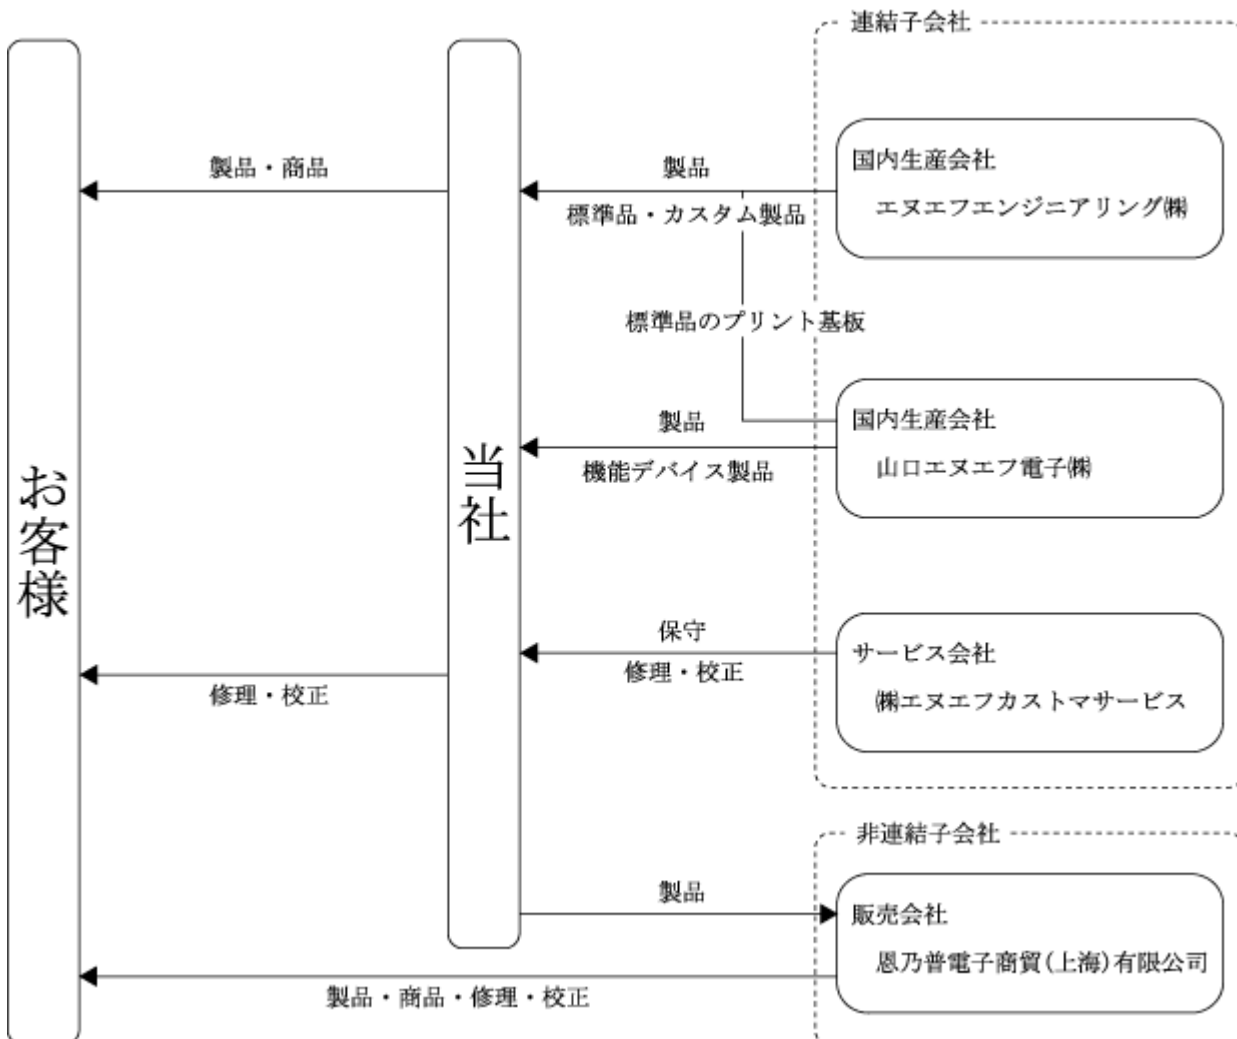 連結子会社
国内生産会社
エヌエフエンジニアリング㈱
製品・商品
製品
標準品・カスタム製品
標準品のプリント基板
国内生産会社
山口エヌエフ電子㈱
製品
機能デバイス製品
お客様
当社
サービス会社
㈱エヌエフカストマサービス
保守
修理・校正
修理・校正
非連結子会社
販売会社
恩乃普電子商貿(上海)有限公司
製品
製品・商品・修理・校正